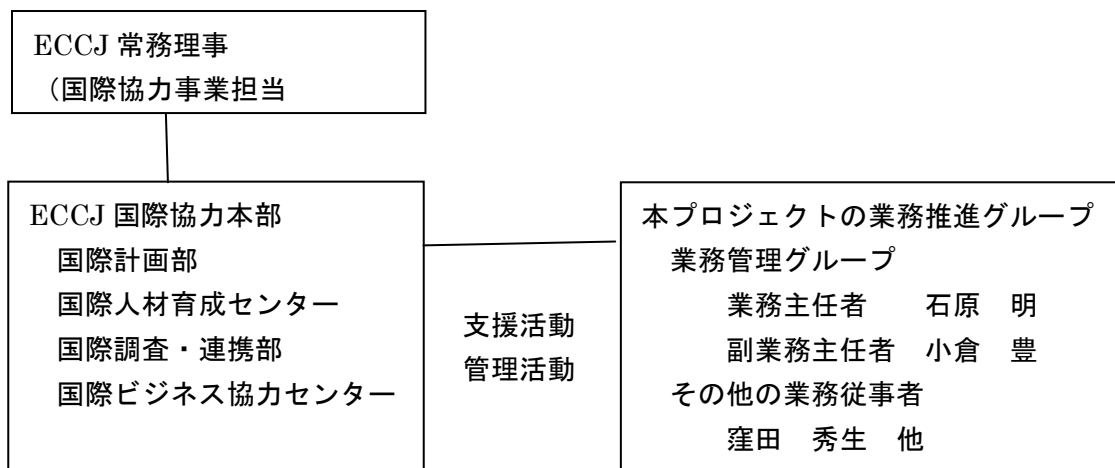 ECCJ 常務理事
（国際協力事業担当
ECCJ 国際協力本部
国際計画部
国際人材育成センター
国際調査・連携部
国際ビジネス協力センター
支援活動
管理活動
本プロジェクトの業務推進グループ
業務管理グループ
業務主任者　　石原　明
副業務主任者　小倉　豊
その他の業務従事者
窪田　秀生　他